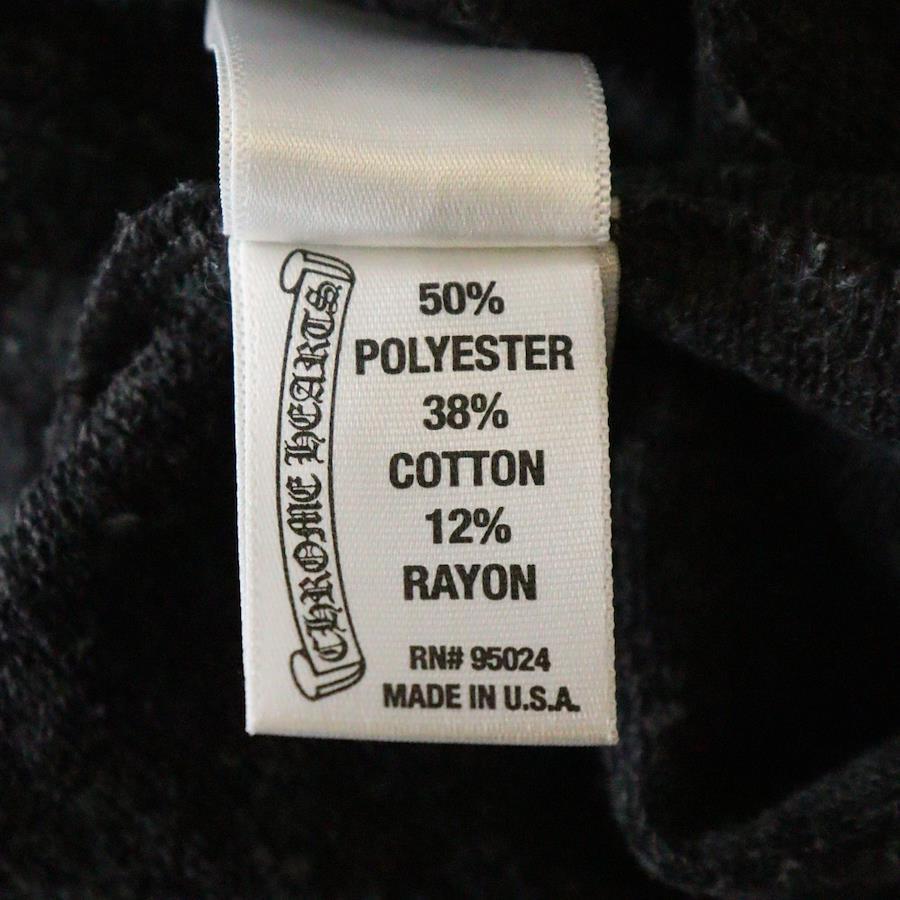 CHROME HEARTS
50%
POLYESTER
38%
COTTON
12%
RAYON
RN# 95024
MADE IN U.S.A.